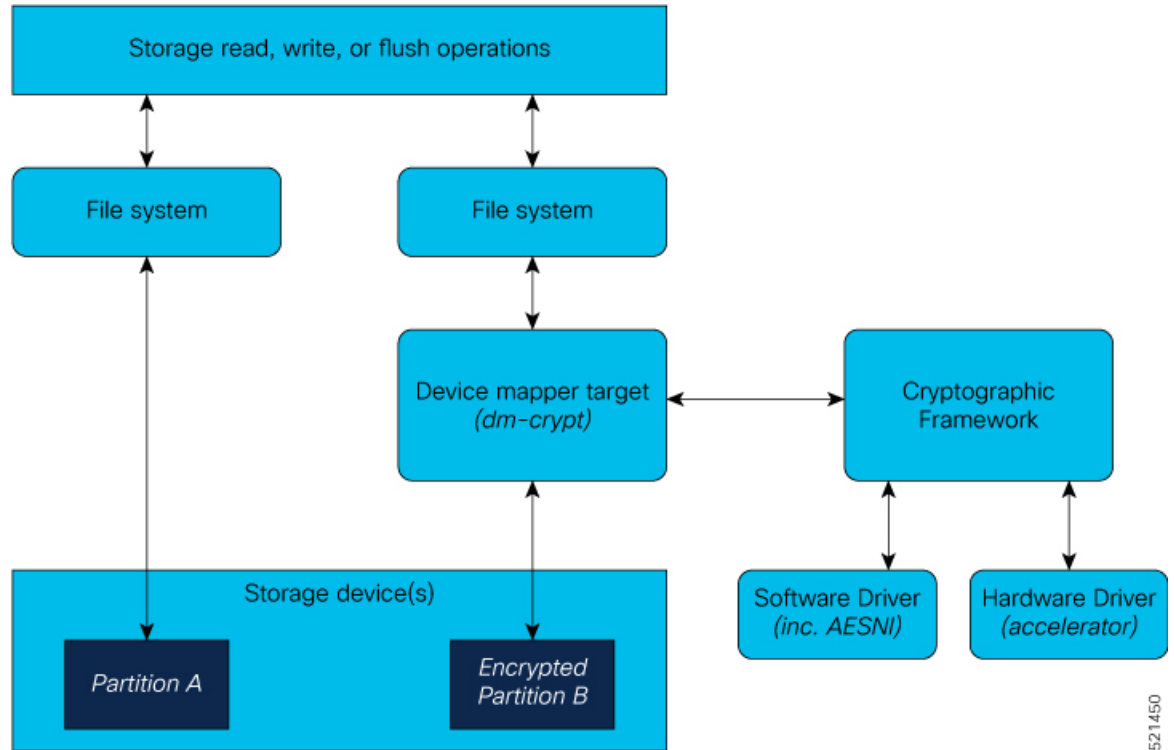 Storage read, write, or flush operations
File system
File system
Device mapper target
(dm-crypt)
Cryptographic
Framework
Storage device(s)
Partition A
Encrypted
Partition B
Software Driver
(inc. AESNI)
Hardware Driver
(accelerator)
521450